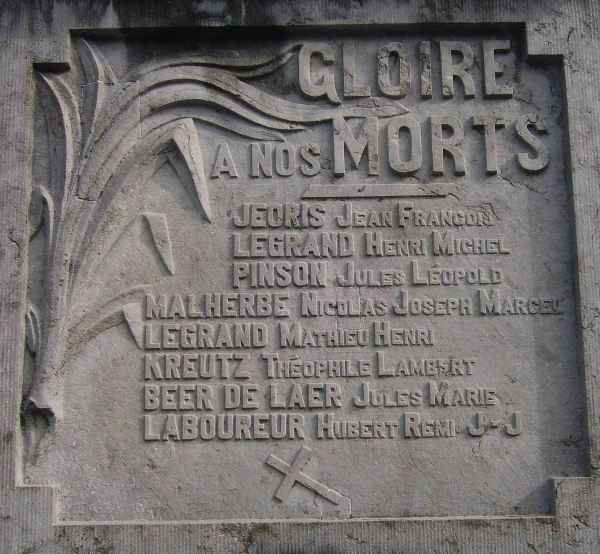 GLOIRE
A NOS MORTS
JEORIS JEAN FRANÇOIS
LEGRAND HENRI MICHEL
PINSON JULES LÉOPOLD
MALHERBE NICOLAS JOSEPH MARCEL
LEGRAND MATHIEU HENRI
KREUTZ THÉOPHILE LAMBERT
BEER DE LAER JULES MARIE
LABOUREUR HUBERT REMI J-J